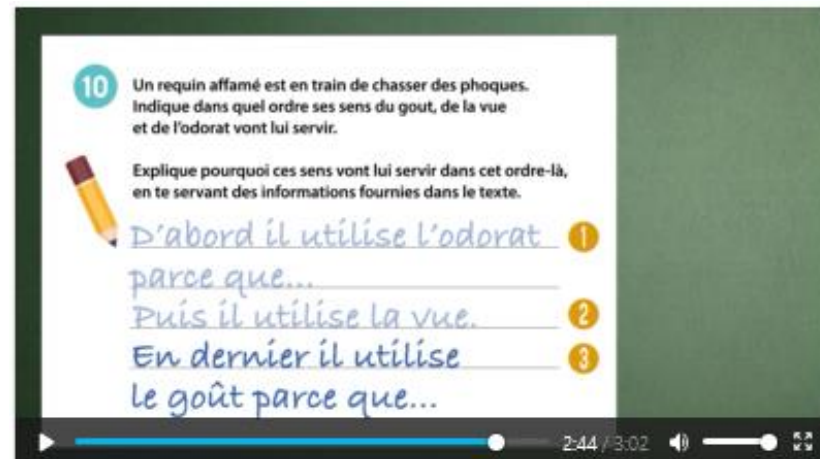 10 Un requin affamé est en train de chasser des phoques.
Indique dans quel ordre ses sens du gout, de la vue
et de l'odorat vont lui servir.
Explique pourquoi ces sens vont lui servir dans cet ordre-là,
en te servant des informations fournies dans le texte.
D'abord il utilise l'odorat 1
parce que...
Puis il utilise la vue. 2
En dernier il utilise 3
le goût parce que...
2:44 / 3:02